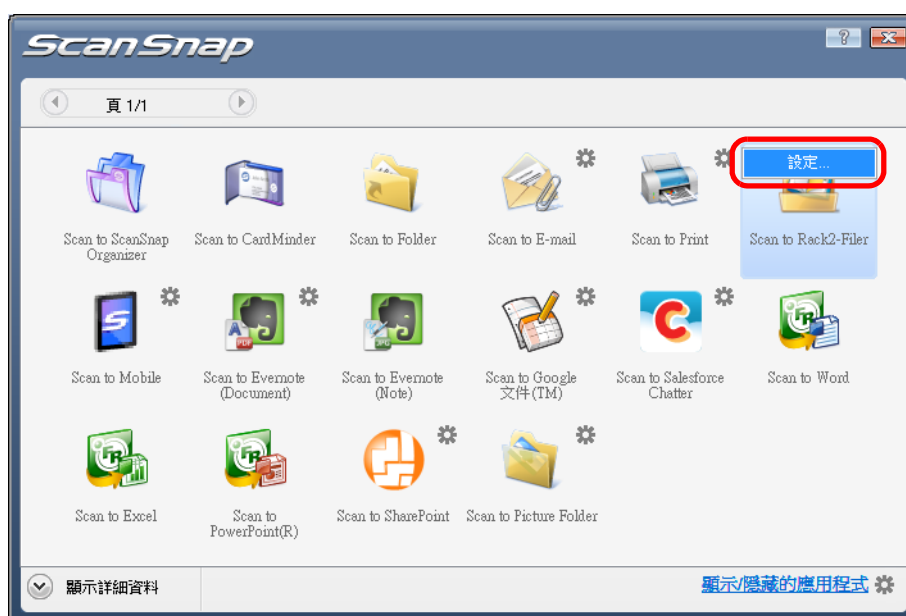 ScanSnap
頁 1/1
設定...
Scan to ScanSnap
Organizer
Scan to CardMinder
Scan to Folder
Scan to E-mail
Scan to Print
Scan to Rack2-Filer
Scan to Mobile
Scan to Evernote
(Document)
Scan to Evernote
(Note)
Scan to Google
文件(TM)
Scan to Salesforce
Chatter
Scan to Word
Scan to Excel
Scan to
PowerPoint(R)
Scan to SharePoint
Scan to Picture Folder
顯示詳細資料
顯示/隱藏的應用程式